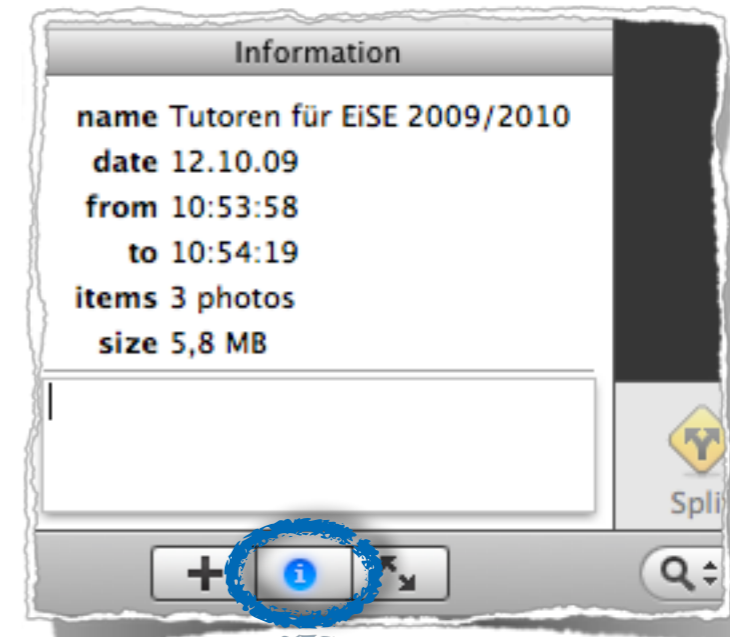 Information
name Tutoren für EiSE 2009/2010
date 12.10.09
from 10:53:58
to 10:54:19
items 3 photos
size 5,8 MB